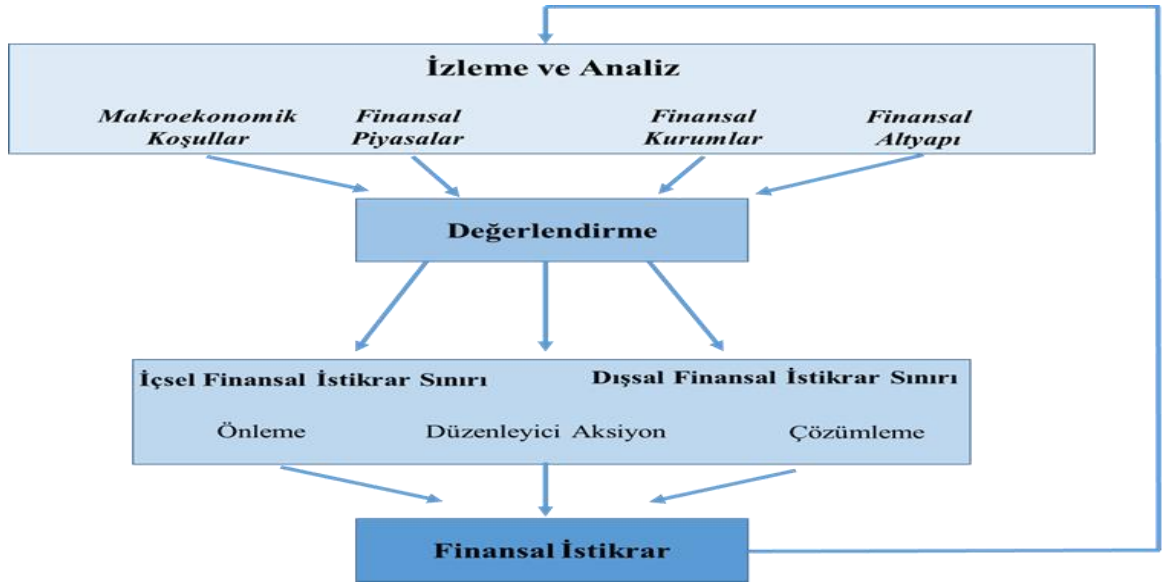 İzleme ve Analiz
Makroekonomik Koşullar
Finansal Piyasalar
Finansal Kurumlar
Finansal Altyapı
Değerlendirme
İçsel Finansal İstikrar Sınırı
Dışsal Finansal İstikrar Sınırı
Önleme
Düzenleyici Aksiyon
Çözümleme
Finansal İstikrar